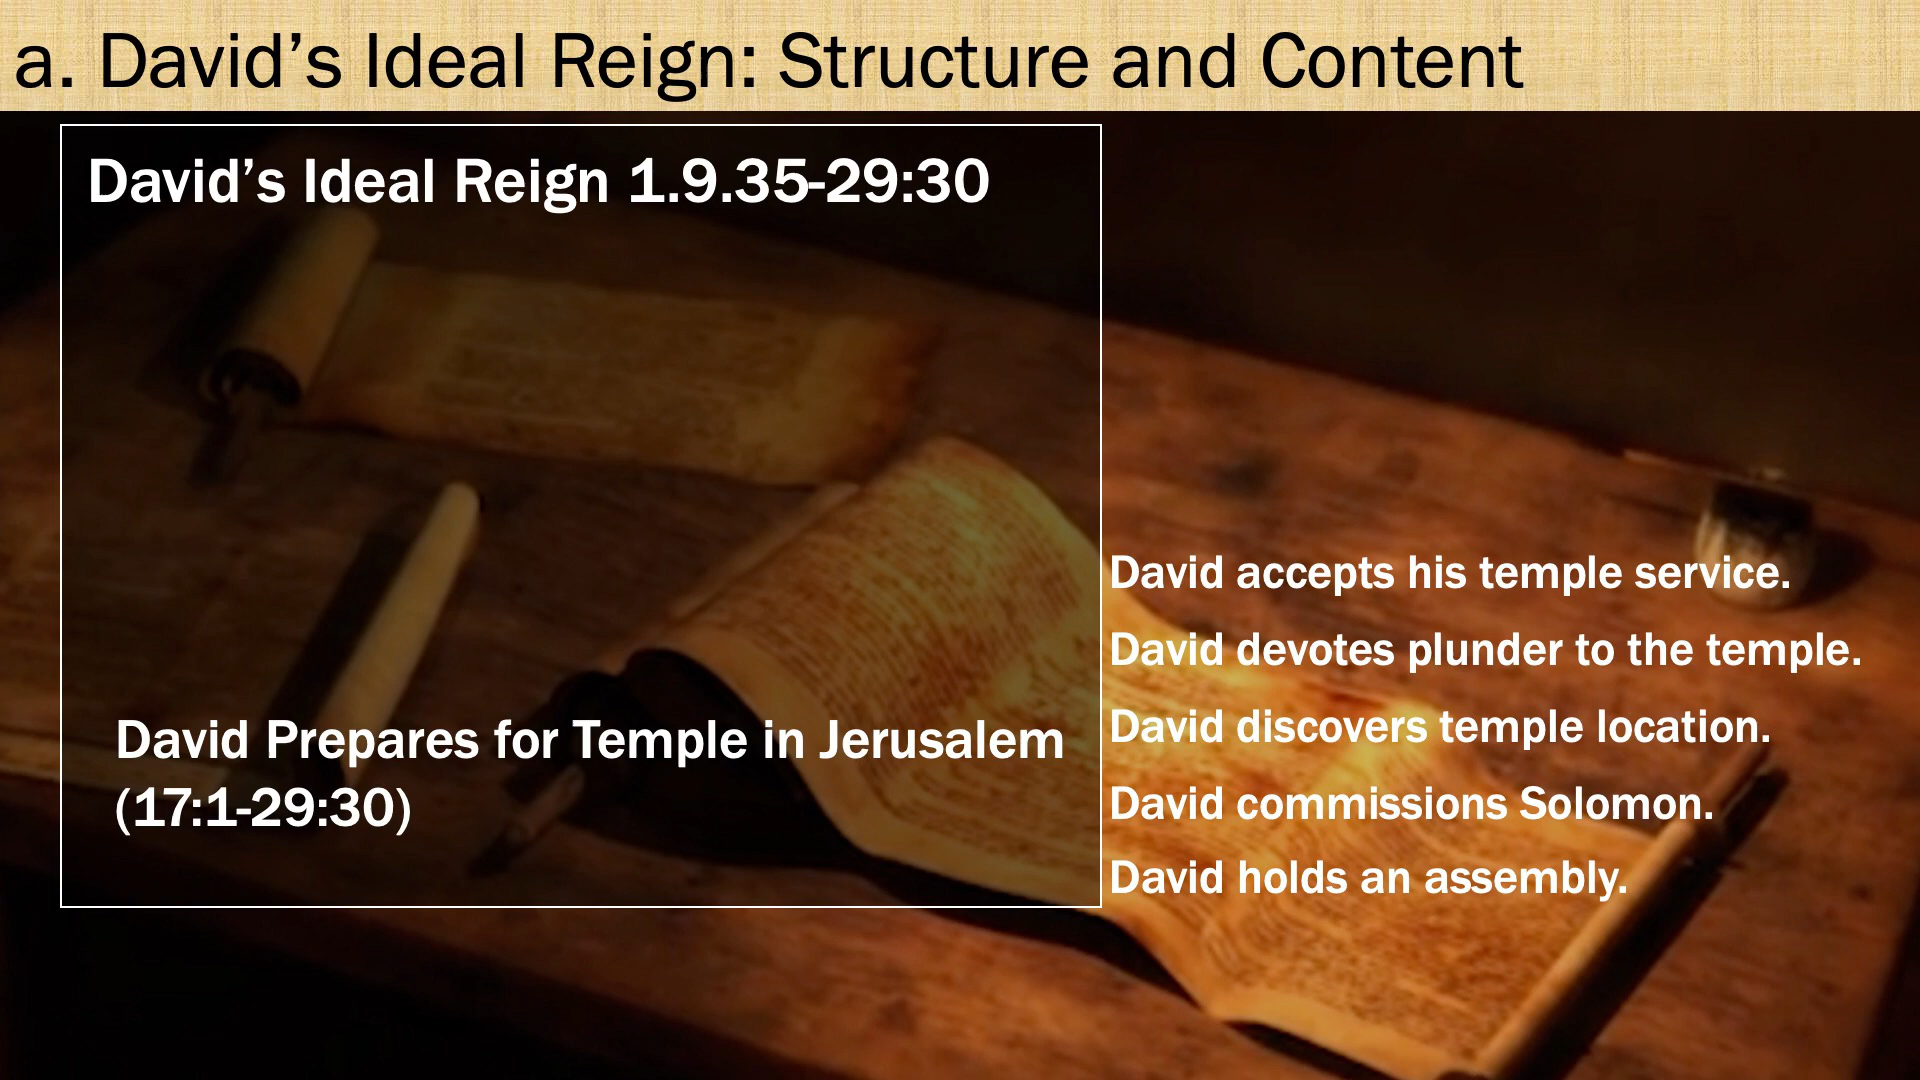 a. David’s Ideal Reign: Structure and Content
David’s Ideal Reign 1.9.35-29:30
David Prepares for Temple in Jerusalem
(17:1-29:30)
David accepts his temple service.
David devotes plunder to the temple.
David discovers temple location.
David commissions Solomon.
David holds an assembly.